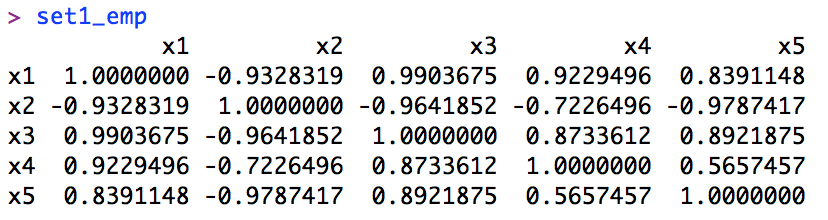 > set1_emp
x1 x2 x3 x4 x5
x1 1.0000000 -0.9328319 0.9903675 0.9229496 0.8391148
x2 -0.9328319 1.0000000 -0.9641852 -0.7226496 -0.9787417
x3 0.9903675 -0.9641852 1.0000000 0.8733612 0.8921875
x4 0.9229496 -0.7226496 0.8733612 1.0000000 0.5657457
x5 0.8391148 -0.9787417 0.8921875 0.5657457 1.0000000